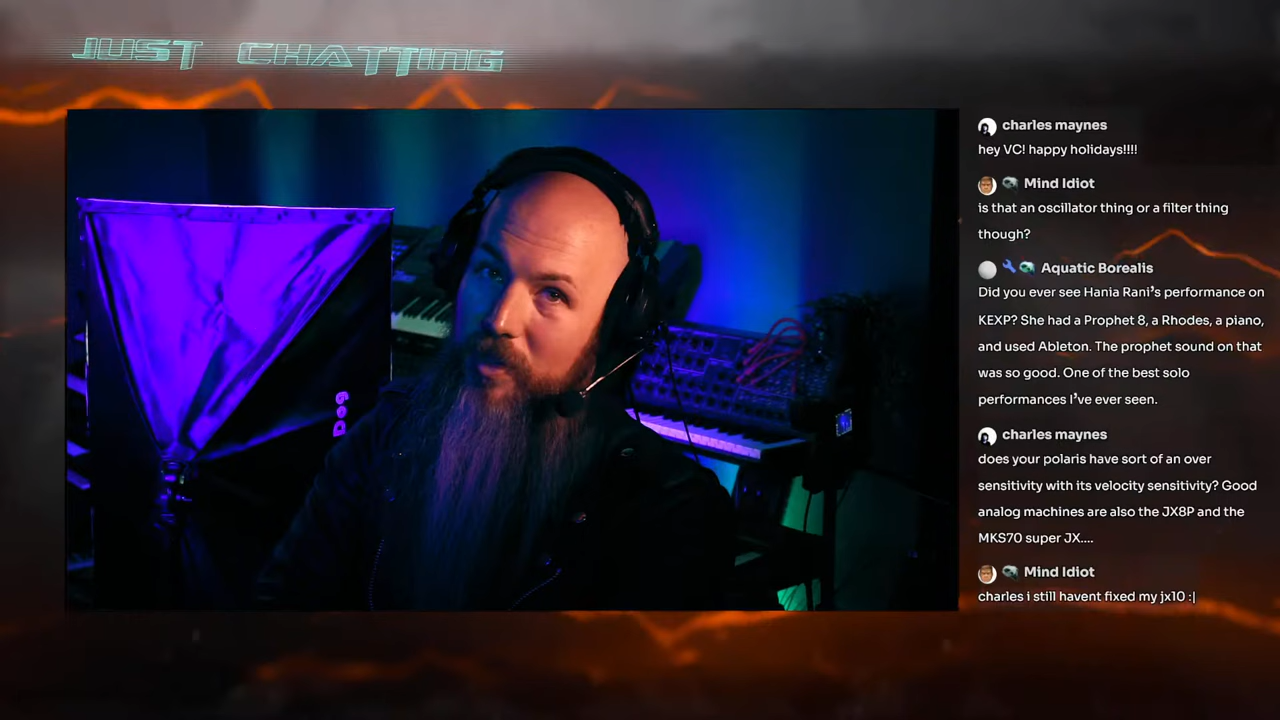 JUST CHATTING
charles maynes
hey VC! happy holidays!!!!
Mind Idiot
is that an oscillator thing or a filter thing
though?
Aquatic Borealis
Did you ever see Hania Rani's performance on
KEXP? She had a Prophet 8, a Rhodes, a piano,
and used Ableton. The prophet sound on that
was so good. One of the best solo
performances I've ever seen.
charles maynes
does your polaris have sort of an over
sensitivity with its velocity sensitivity? Good
analog machines are also the JX8P and the
MKS70 super JX....
Mind Idiot
charles i still havent fixed my jx10 :|